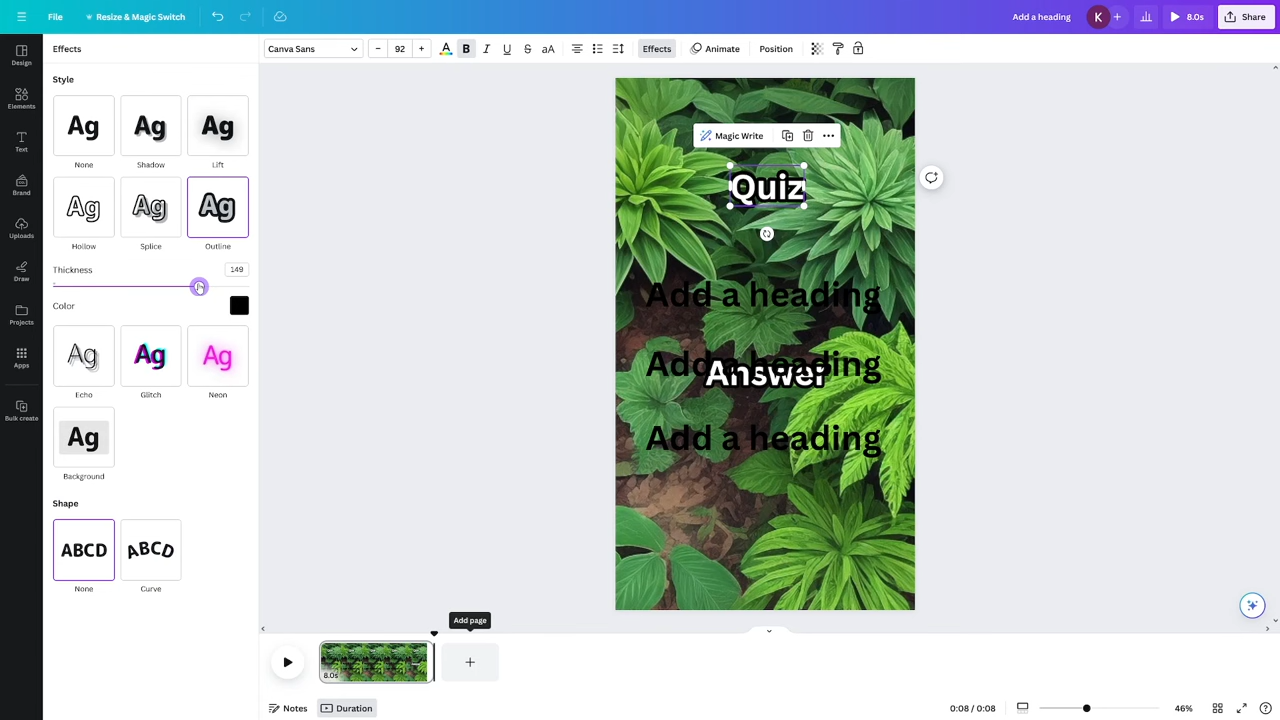 File
Resize & Magic Switch
Add a heading
K
+
8.0s
Share
Design
Elements
Text
Brand
Uploads
Draw
Projects
Apps
Bulk create
Effects
Canva Sans
− 92 +
A B I U S aA
Effects
Animate
Position
Style
Ag Ag Ag
None Shadow Lift
Ag Ag Ag
Hollow Splice Outline
Thickness 149
Color
Ag Ag Ag
Echo Glitch Neon
Ag
Background
Shape
ABCD ABCD
None Curve
Magic Write
Quiz
Add a heading
Add a heading
Answer
Add a heading
Add page
8.0s
+
Notes
Duration
0:08 / 0:08
46%